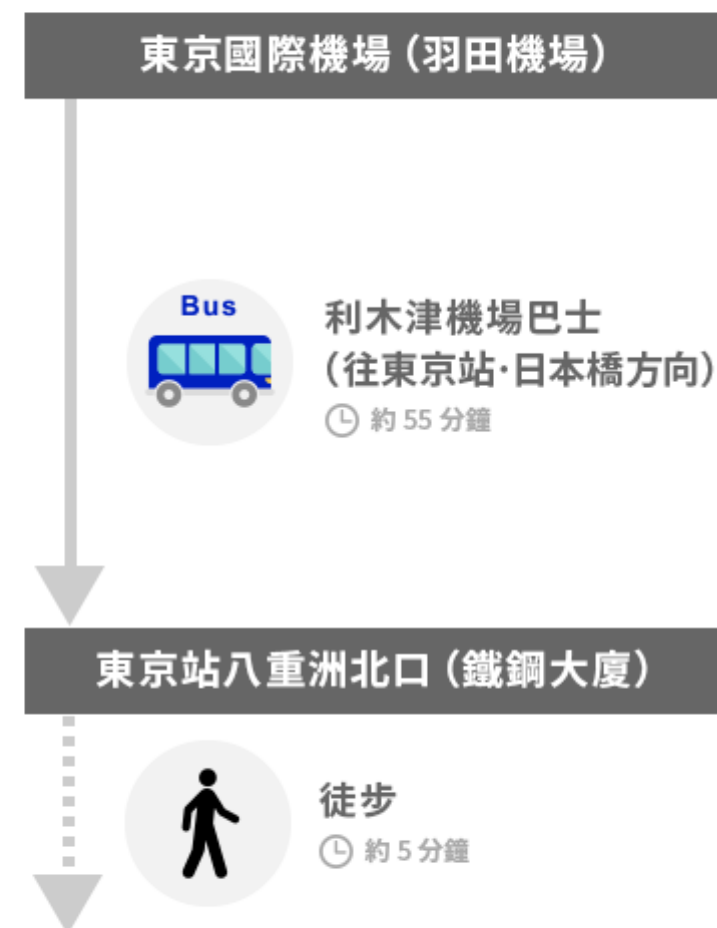 東京國際機場（羽田機場）
Bus
利木津機場巴士
（往東京站·日本橋方向）
約 55 分鐘
東京站八重洲北口（鐵鋼大廈）
徒步
約 5 分鐘